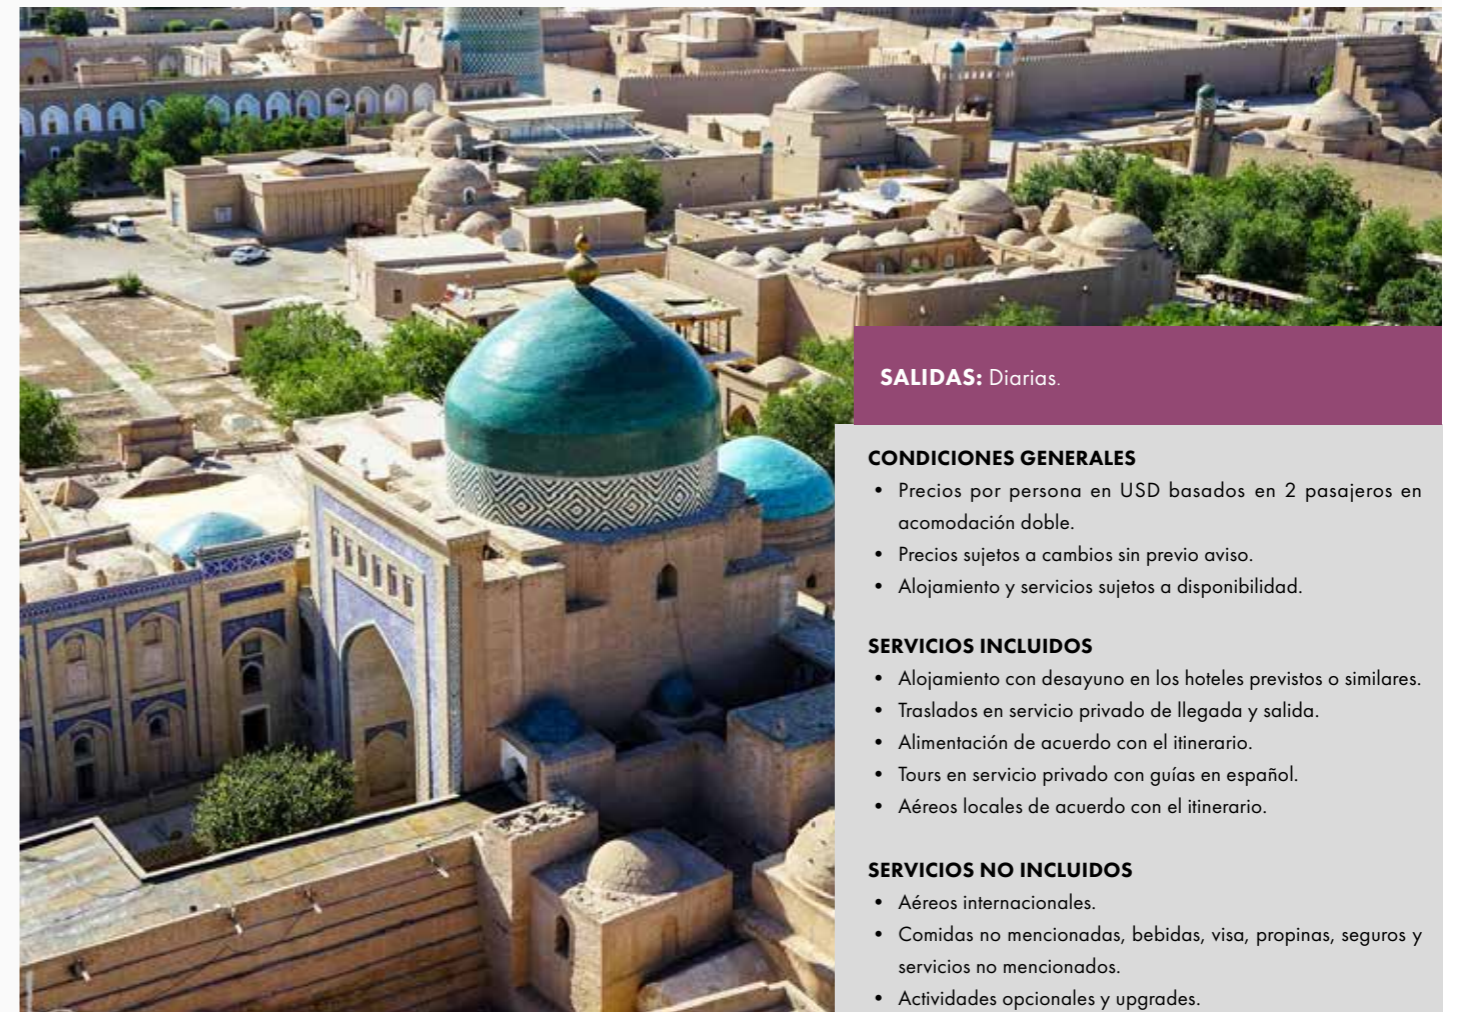 SALIDAS: Diarias.
CONDICIONES GENERALES
• Precios por persona en USD basados en 2 pasajeros en
acomodación doble.
• Precios sujetos a cambios sin previo aviso.
• Alojamiento y servicios sujetos a disponibilidad.
SERVICIOS INCLUIDOS
• Alojamiento con desayuno en los hoteles previstos o similares.
• Traslados en servicio privado de llegada y salida.
• Alimentación de acuerdo con el itinerario.
• Tours en servicio privado con guías en español.
• Aéreos locales de acuerdo con el itinerario.
SERVICIOS NO INCLUIDOS
• Aéreos internacionales.
• Comidas no mencionadas, bebidas, visa, propinas, seguros y
servicios no mencionados.
• Actividades opcionales y upgrades.